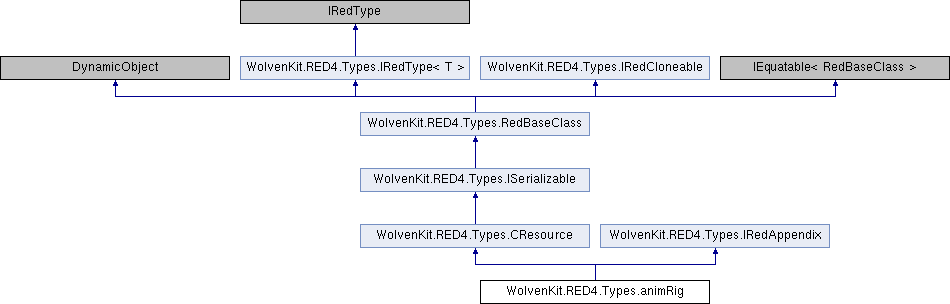 IRedType
DynamicObject
WolvenKit.RED4.Types.IRedType< T >
WolvenKit.RED4.Types.IRedCloneable
IEquatable< RedBaseClass >
WolvenKit.RED4.Types.RedBaseClass
WolvenKit.RED4.Types.ISerializable
WolvenKit.RED4.Types.CResource
WolvenKit.RED4.Types.IRedAppendix
WolvenKit.RED4.Types.animRig